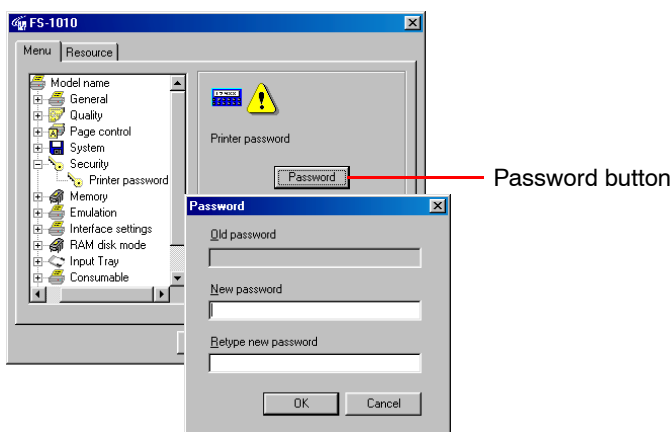 FS-1010
Menu
Resource
Model name
General
Quality
Page control
System
Security
Printer password
Memory
Emulation
Interface settings
RAM disk mode
Input Tray
Consumable
Printer password
Password
Password button
Password
Old password
New password
Retype new password
OK
Cancel